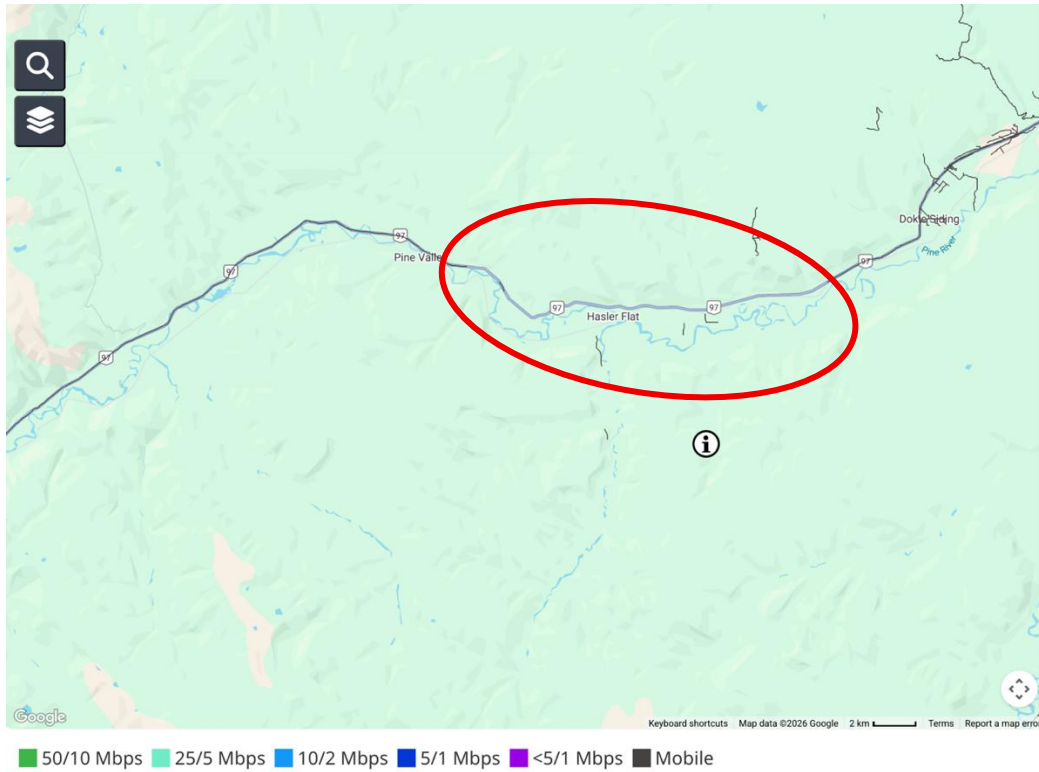 Dokie Siding
Pine River
97
97
Pine Valle
97
97
97
Hasler Flat
97
Google
Keyboard shortcuts Map data ©2026 Google 2 km Terms Report a map erro
50/10 Mbps 25/5 Mbps 10/2 Mbps 5/1 Mbps <5/1 Mbps Mobile